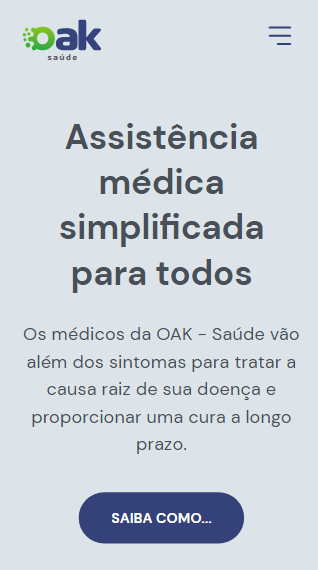 oak
saúde
Assistência
médica
simplificada
para todos
Os médicos da OAK - Saúde vão
além dos sintomas para tratar a
causa raiz de sua doença e
proporcionar uma cura a longo
prazo.
SAIBA COMO...